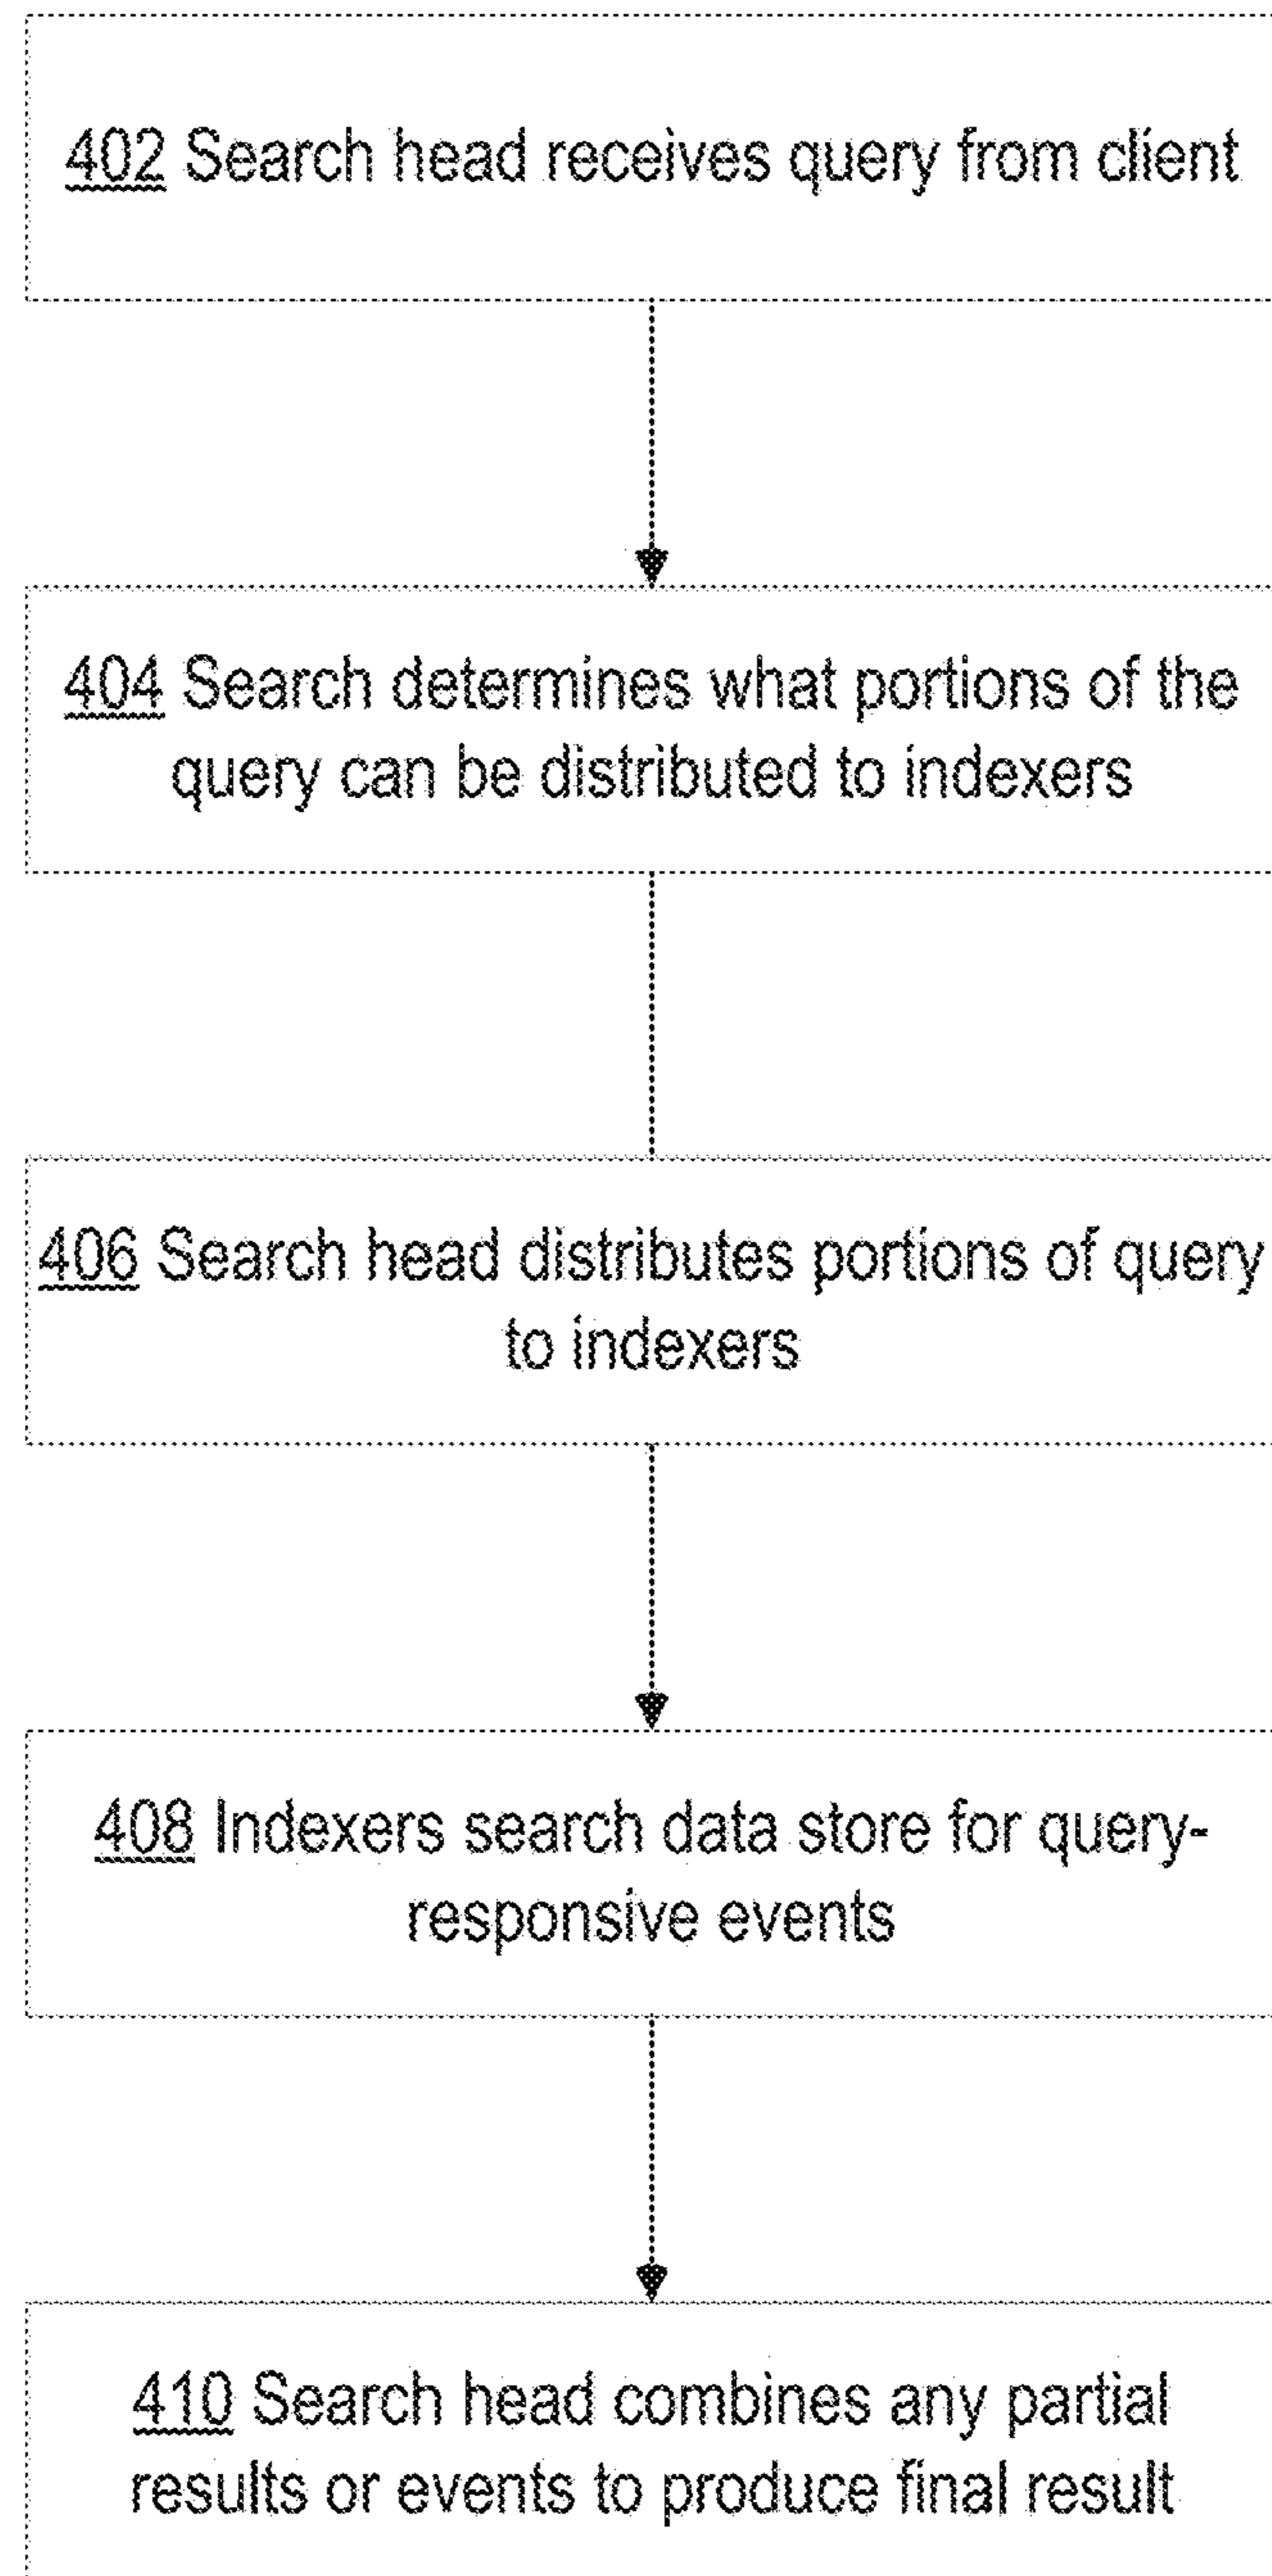 402 Search head receives query from client
404 Search determines what portions of the
query can be distributed to indexers
406 Search head distributes portions of query
to indexers
408 Indexers search data store for query-
responsive events
410 Search head combines any partial
results or events to produce final result